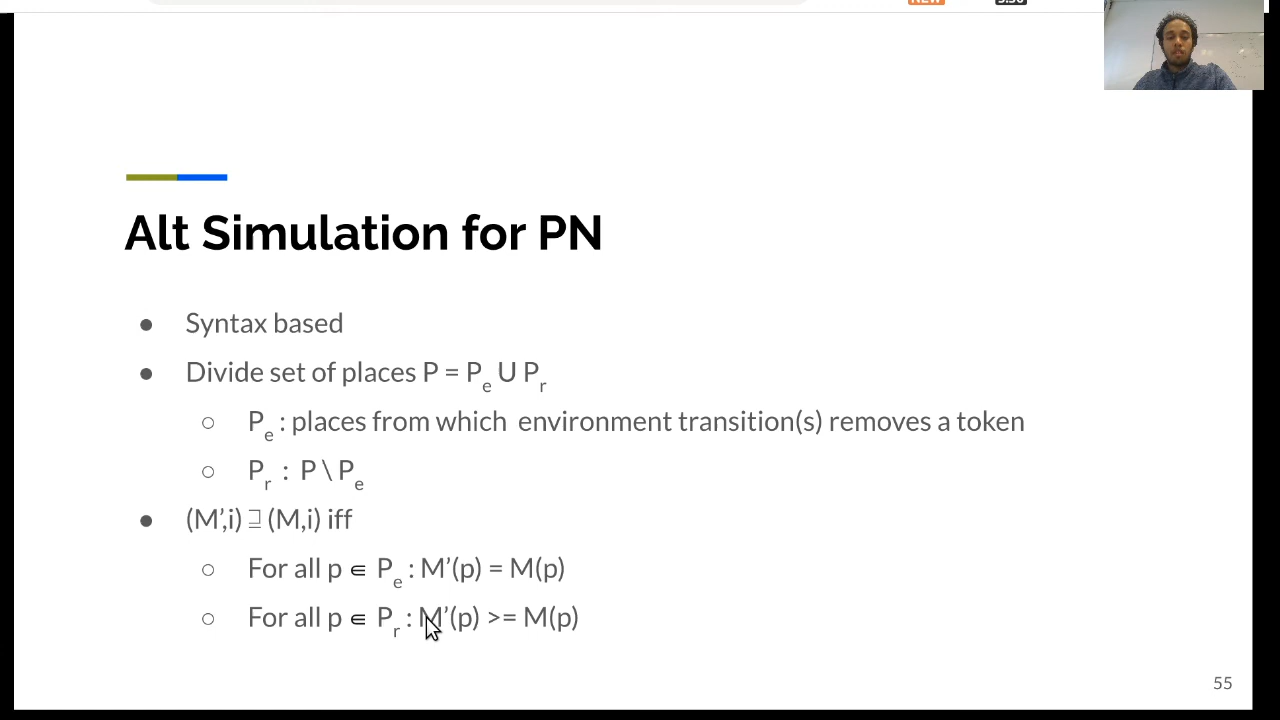 NEW
Alt Simulation for PN
● Syntax based
● Divide set of places P = Pₑ U Pᵣ
○ Pₑ : places from which environment transition(s) removes a token
○ Pᵣ : P \ Pₑ
● (M’,i) ⊒ (M,i) iff
○ For all p ∈ Pₑ : M’(p) = M(p)
○ For all p ∈ Pᵣ : M’(p) >= M(p)
55